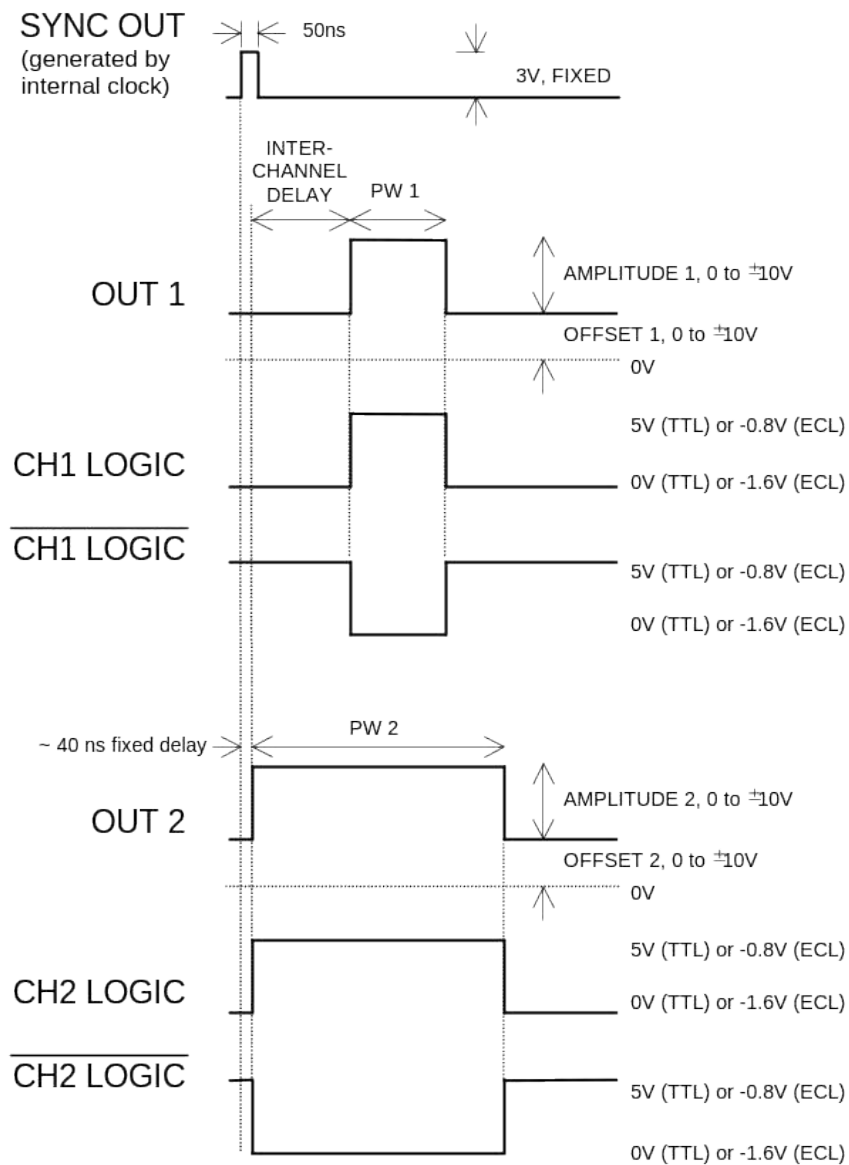 SYNC OUT
(generated by
internal clock)
50ns
3V, FIXED
INTER-
CHANNEL
DELAY
PW 1
OUT 1
AMPLITUDE 1, 0 to ±10V
OFFSET 1, 0 to ±10V
0V
CH1 LOGIC
5V (TTL) or -0.8V (ECL)
0V (TTL) or -1.6V (ECL)
CH1 LOGIC
5V (TTL) or -0.8V (ECL)
0V (TTL) or -1.6V (ECL)
~ 40 ns fixed delay
PW 2
OUT 2
AMPLITUDE 2, 0 to ±10V
OFFSET 2, 0 to ±10V
0V
CH2 LOGIC
5V (TTL) or -0.8V (ECL)
0V (TTL) or -1.6V (ECL)
CH2 LOGIC
5V (TTL) or -0.8V (ECL)
0V (TTL) or -1.6V (ECL)